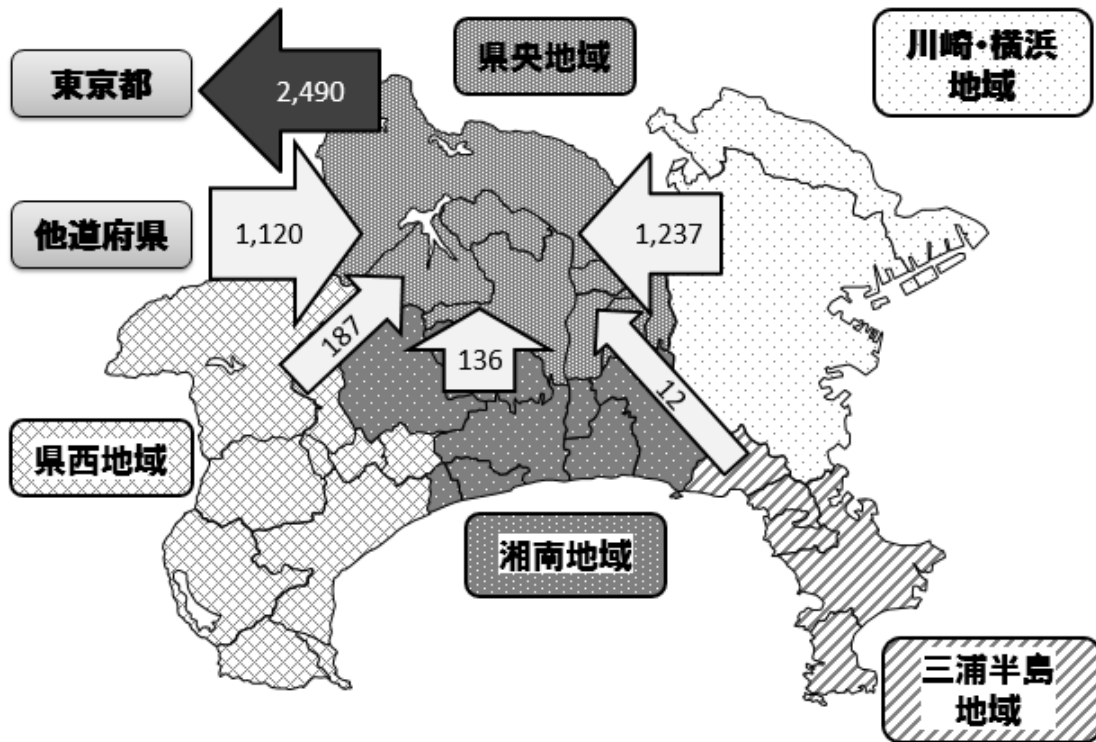 東京都
2,490
県央地域
川崎・横浜
地域
他道府県
1,120
1,237
187
136
12
県西地域
湘南地域
三浦半島
地域